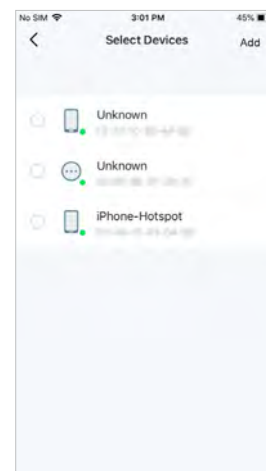 No SIM 3:01 PM 45%
Select Devices Add
Unknown
Unknown
iPhone-Hotspot